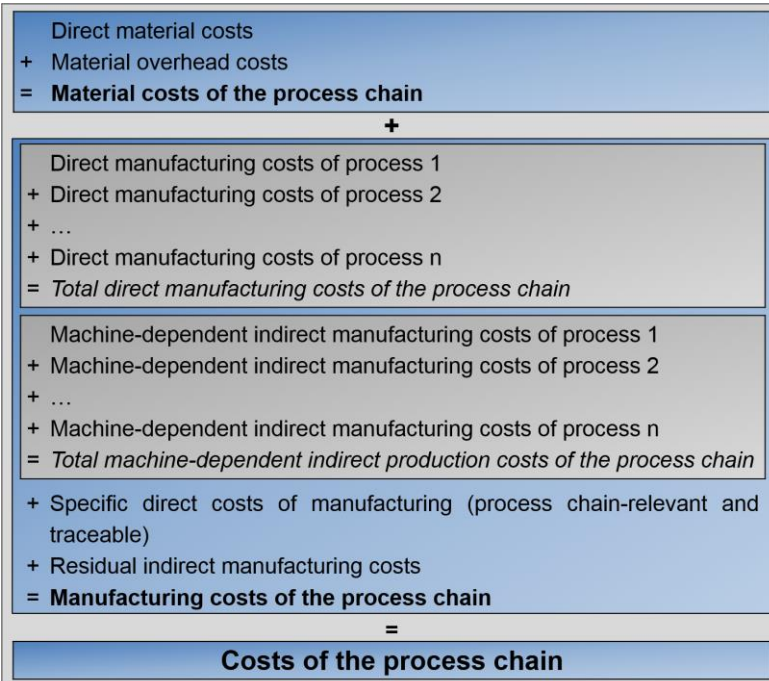 Direct material costs
+ Material overhead costs
= Material costs of the process chain
+
Direct manufacturing costs of process 1
+ Direct manufacturing costs of process 2
+ …
+ Direct manufacturing costs of process n
= Total direct manufacturing costs of the process chain
Machine-dependent indirect manufacturing costs of process 1
+ Machine-dependent indirect manufacturing costs of process 2
+ …
+ Machine-dependent indirect manufacturing costs of process n
= Total machine-dependent indirect production costs of the process chain
+ Specific direct costs of manufacturing (process chain-relevant and
traceable)
+ Residual indirect manufacturing costs
= Manufacturing costs of the process chain
=
Costs of the process chain